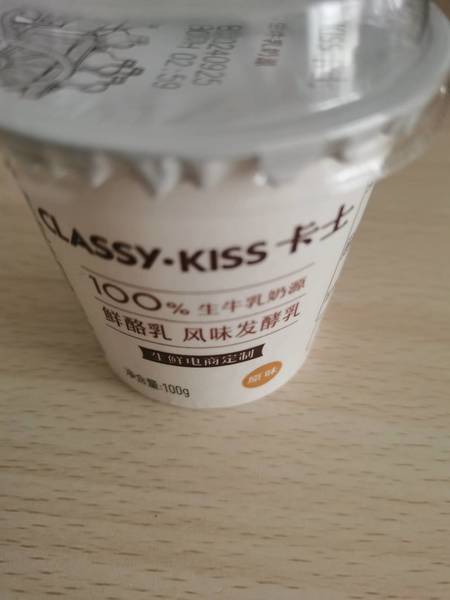 KISS
CLASSY·KISS 卡士
100% 生牛乳奶源
鲜酪乳 风味发酵乳
生鲜电商定制
净含量:100g
原味